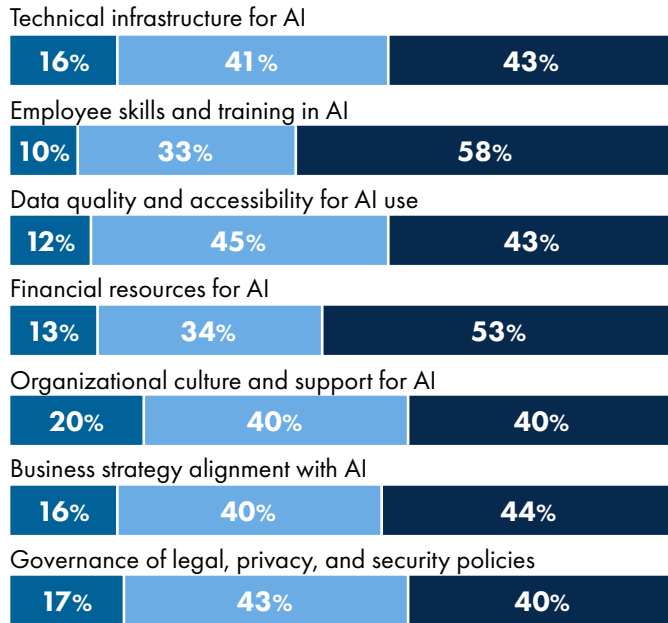 Technical infrastructure for AI
16% 41% 43%
Employee skills and training in AI
10% 33% 58%
Data quality and accessibility for AI use
12% 45% 43%
Financial resources for AI
13% 34% 53%
Organizational culture and support for AI
20% 40% 40%
Business strategy alignment with AI
16% 40% 44%
Governance of legal, privacy, and security policies
17% 43% 40%